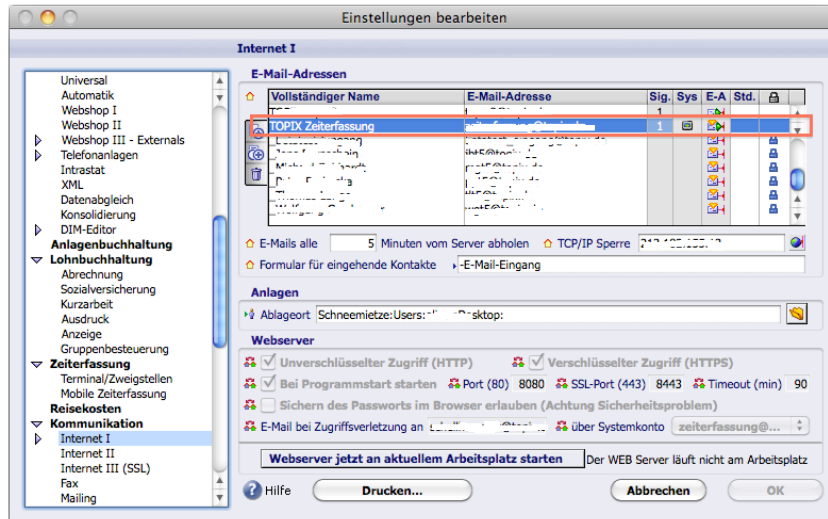 Einstellungen bearbeiten
Internet I
Universal
Automatik
Webshop I
Webshop II
Webshop III - Externals
Telefonanlagen
Intrastat
XML
Datenabgleich
Konsolidierung
DIM-Editor
Anlagenbuchhaltung
Lohnbuchhaltung
Abrechnung
Sozialversicherung
Kurzarbeit
Ausdruck
Anzeige
Gruppenbesteuerung
Zeiterfassung
Terminal/Zweigstellen
Mobile Zeiterfassung
Reisekosten
Kommunikation
Internet I
Internet II
Internet III (SSL)
Fax
Mailing
E-Mail-Adressen
Vollständiger Name E-Mail-Adresse Sig. Sys E-A Std.
1
TOPIX Zeiterfassung 1
E-Mails alle 5 Minuten vom Server abholen TCP/IP Sperre
Formular für eingehende Kontakte -E-Mail-Eingang
Anlagen
Ablageort Schneemietze:Users:
Webserver
Unverschlüsselter Zugriff (HTTP) Verschlüsselter Zugriff (HTTPS)
Bei Programmstart starten Port (80) 8080 SSL-Port (443) 8443 Timeout (min) 90
Sichern des Passworts im Browser erlauben (Achtung Sicherheitsproblem)
E-Mail bei Zugriffsverletzung an über Systemkonto zeiterfassung@...
Webserver jetzt an aktuellem Arbeitsplatz starten Der WEB Server läuft nicht am Arbeitsplatz
Hilfe Drucken... Abbrechen OK